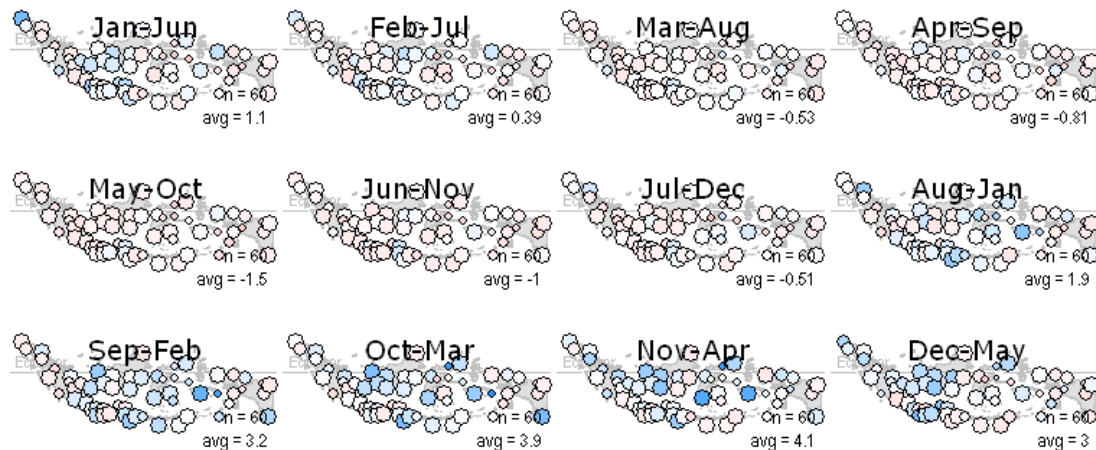 Jan-Jun
Feb-Jul
Mar-Aug
Apr-Sep
n = 60
n = 60
n = 60
n = 60
avg = 1.1
avg = 0.39
avg = -0.53
avg = -0.81
May-Oct
Jun-Nov
Jul-Dec
Aug-Jan
n = 60
n = 60
n = 60
n = 60
avg = -1.5
avg = -1
avg = -0.51
avg = 1.9
Sep-Feb
Oct-Mar
Nov-Apr
Dec-May
n = 60
n = 60
n = 60
n = 60
avg = 3.2
avg = 3.9
avg = 4.1
avg = 3